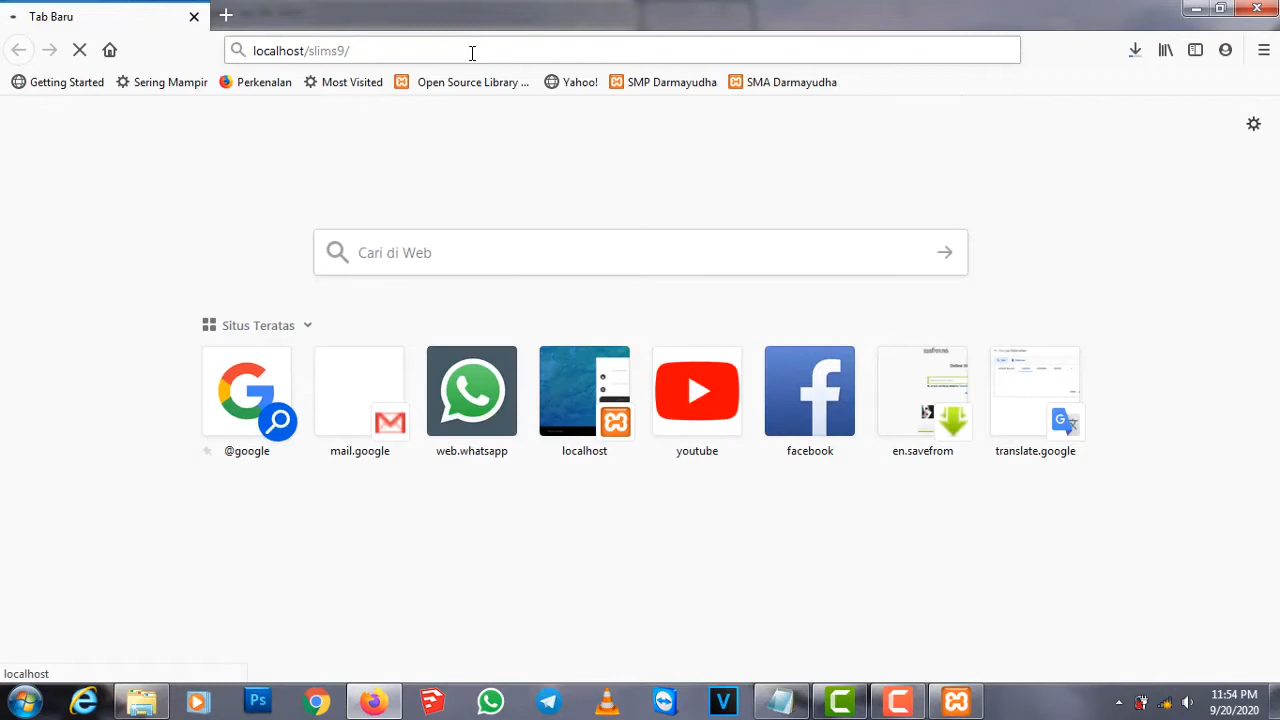 Tab Baru
localhost/slims9/
Getting Started Sering Mampir Perkenalan Most Visited Open Source Library ... Yahoo! SMP Darmayudha SMA Darmayudha
Cari di Web
Situs Teratas
@google mail.google web.whatsapp localhost youtube facebook en.savefrom translate.google
localhost
11:54 PM
9/20/2020